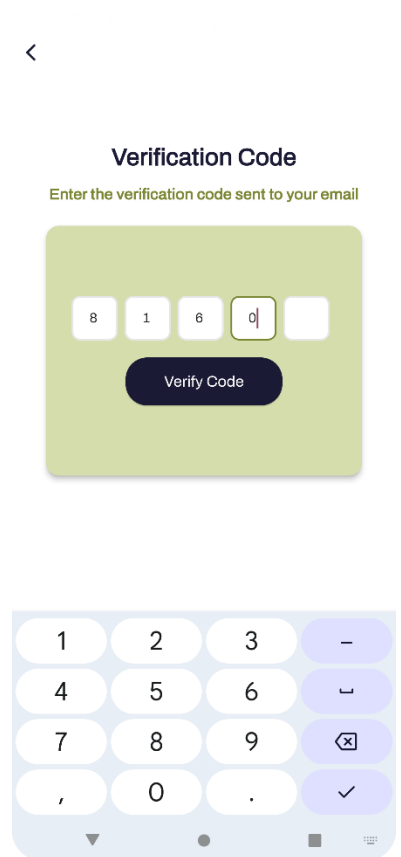 Verification Code
Enter the verification code sent to your email
8 1 6 0
Verify Code
1 2 3 –
4 5 6
7 8 9
, 0 .